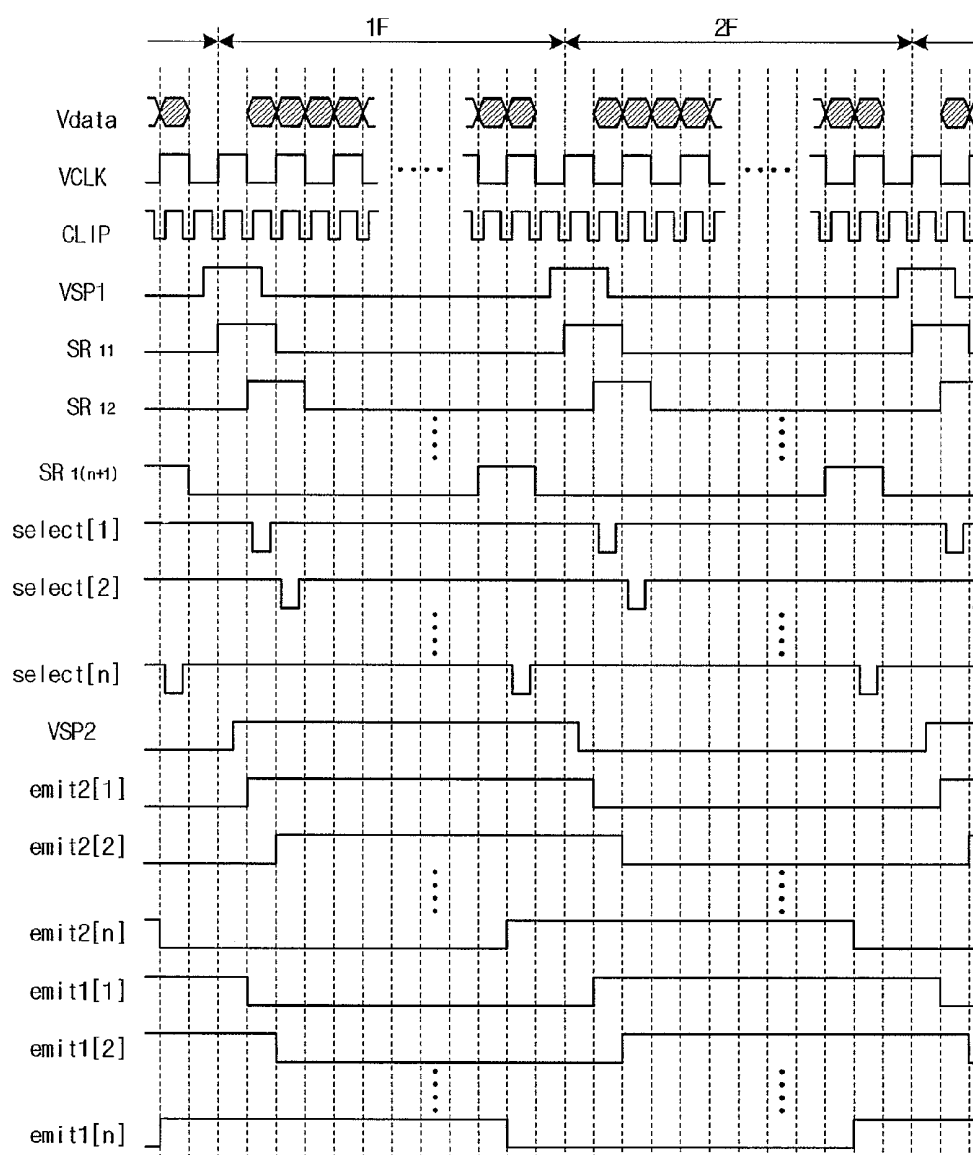 1F 2F
Vdata
VCLK
CLIP
VSP1
SR 11
SR 12
SR 1(n+1)
select[1]
select[2]
select[n]
VSP2
emit2[1]
emit2[2]
emit2[n]
emit1[1]
emit1[2]
emit1[n]